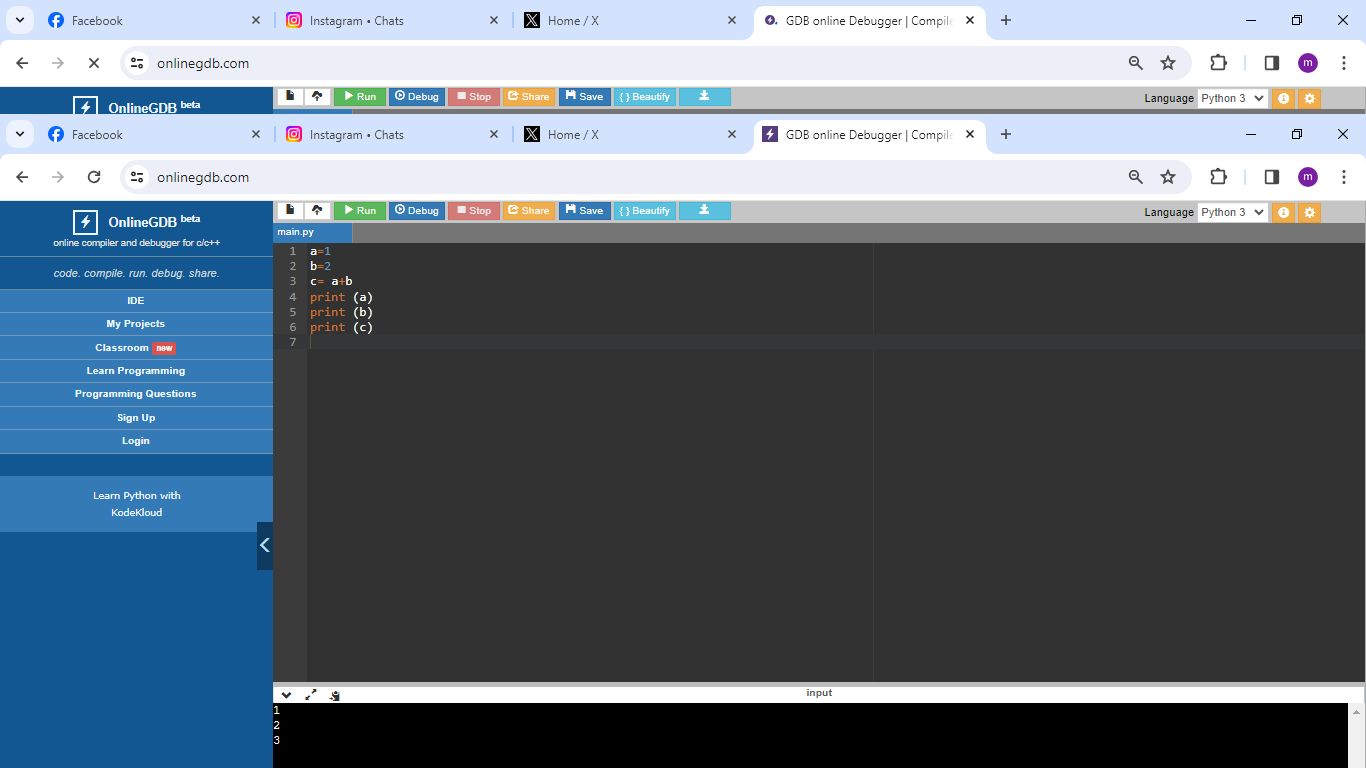 Facebook
Instagram • Chats
Home / X
GDB online Debugger | Compile
onlinegdb.com
m
OnlineGDB beta
Run
Debug
Stop
Share
Save
{ } Beautify
Language Python 3
Facebook
Instagram • Chats
Home / X
GDB online Debugger | Compile
onlinegdb.com
m
OnlineGDB beta
online compiler and debugger for c/c++
code. compile. run. debug. share.
IDE
My Projects
Classroom new
Learn Programming
Programming Questions
Sign Up
Login
Learn Python with
KodeKloud
Run
Debug
Stop
Share
Save
{ } Beautify
Language Python 3
main.py
1 a=1
2 b=2
3 c= a+b
4 print (a)
5 print (b)
6 print (c)
7
input
1
2
3